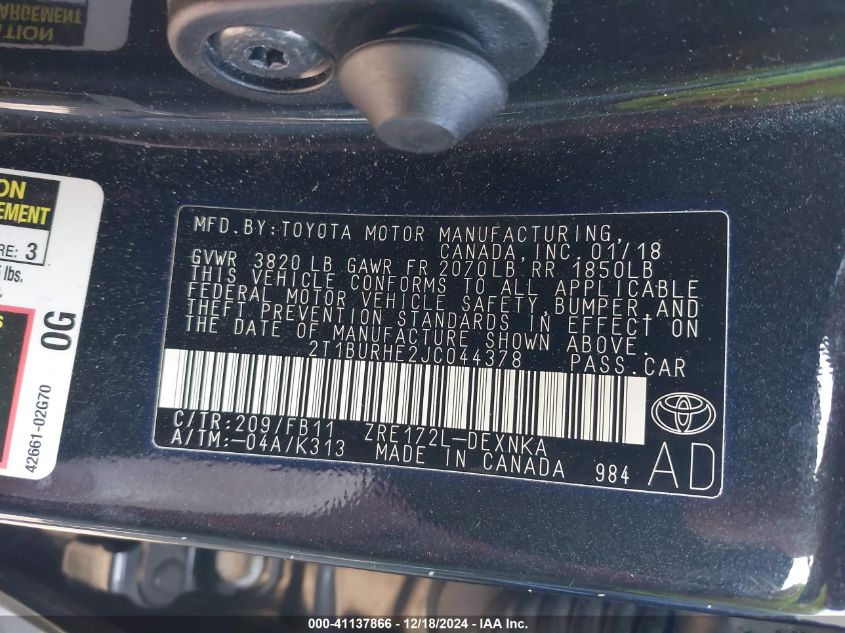 TION
ARGEMENT
ON
EMENT
RE: 3
lbs.
0G
42661-02G70
MFD.BY:TOYOTA MOTOR MANUFACTURING,
CANADA,INC. 01/18
GVWR 3820 LB GAWR FR 2070LB RR 1850LB
THIS VEHICLE CONFORMS TO ALL APPLICABLE
FEDERAL MOTOR VEHICLE SAFETY,BUMPER,AND
THEFT PREVENTION STANDARDS IN EFFECT ON
THE DATE OF MANUFACTURE SHOWN ABOVE.
2T1BURHE2JC044378 PASS.CAR
C/TR:209/FB11 ZRE172L-DEXNKA
A/TM:-04A/K313 MADE IN CANADA 984
AD
000-41137866 - 12/18/2024 - IAA Inc.